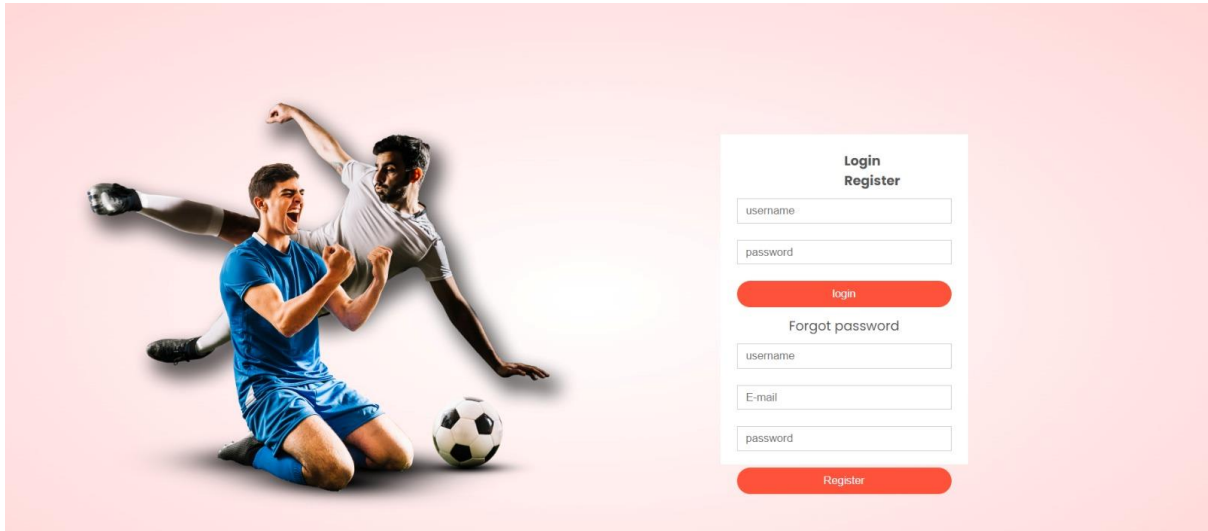 Login
Register
username
password
login
Forgot password
username
E-mail
password
Register